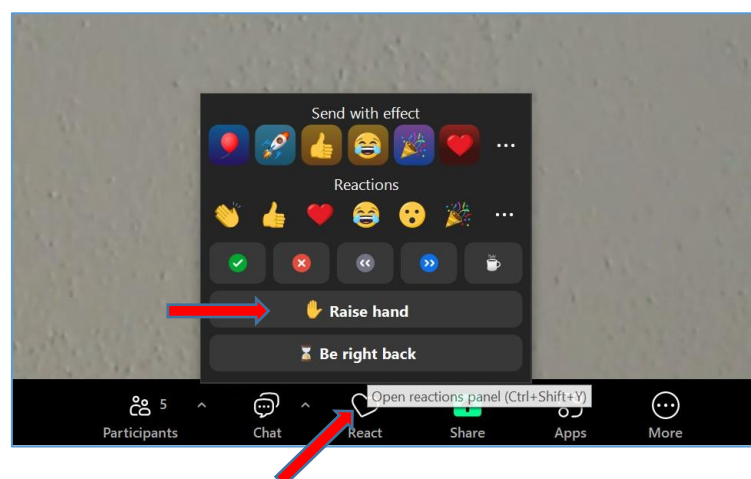 Send with effect
Reactions
Raise hand
Be right back
Open reactions panel (Ctrl+Shift+Y)
5
Participants Chat React Share Apps More